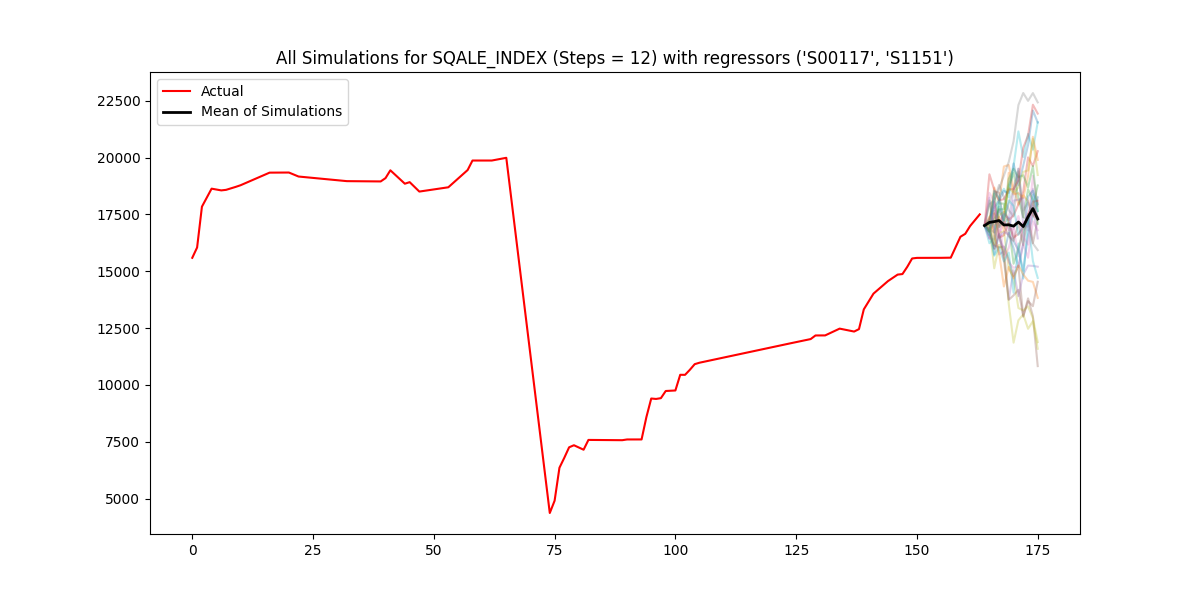 All Simulations for SQALE_INDEX (Steps = 12) with regressors ('S00117', 'S1151')
Actual
Mean of Simulations
22500
20000
17500
15000
12500
10000
7500
5000
0 25 50 75 100 125 150 175